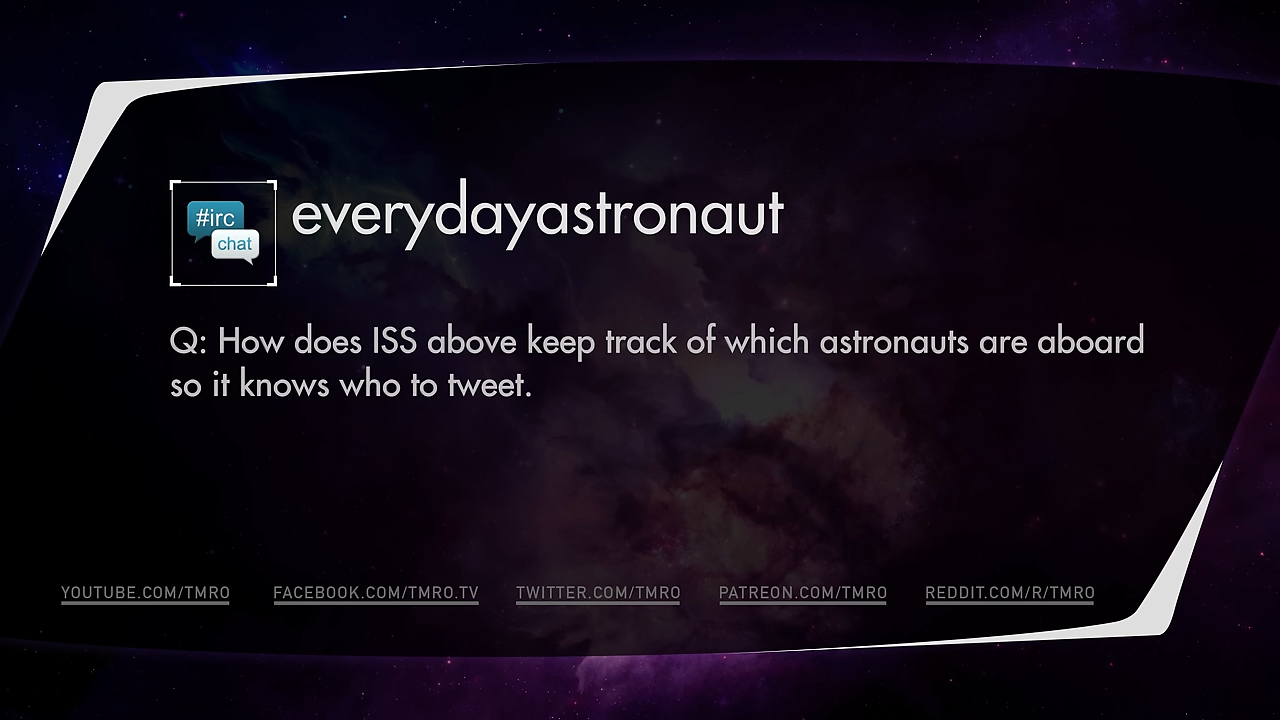 #irc
chat
everydayastronaut
Q: How does ISS above keep track of which astronauts are aboard
so it knows who to tweet.
YOUTUBE.COM/TMRO FACEBOOK.COM/TMRO.TV TWITTER.COM/TMRO PATREON.COM/TMRO REDDIT.COM/R/TMRO